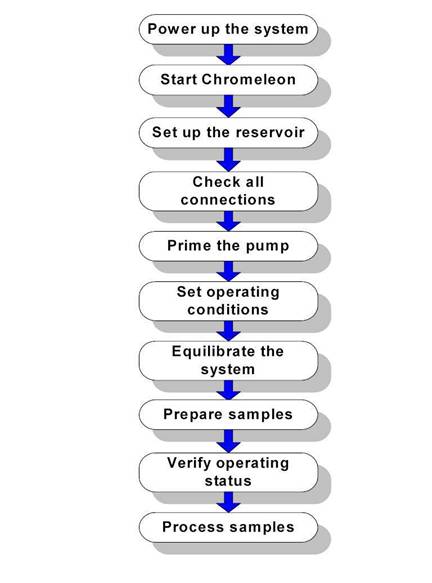 Power up the system
Start Chromeleon
Set up the reservoir
Check all
connections
Prime the pump
Set operating
conditions
Equilibrate the
system
Prepare samples
Verify operating
status
Process samples